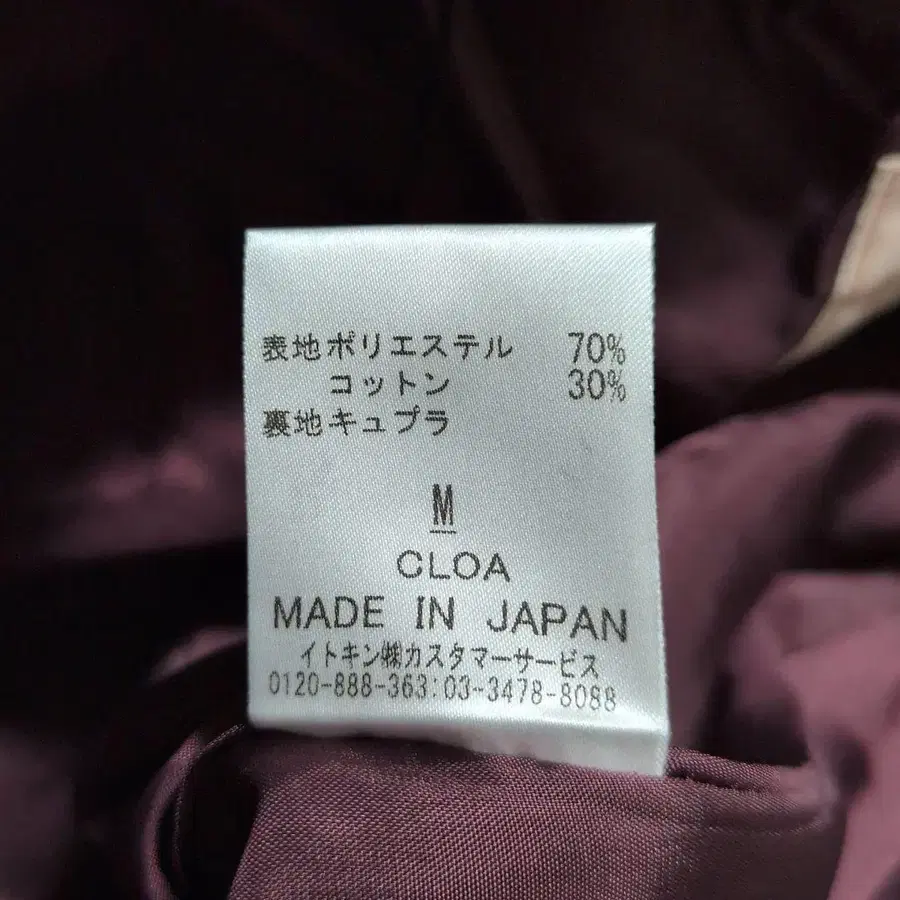 表地ポリエステル 70%
コットン 30%
裏地キュプラ
M
CLOA
MADE IN JAPAN
イトキン㈱カスタマーサービス
0120-888-363:03-3478-8088